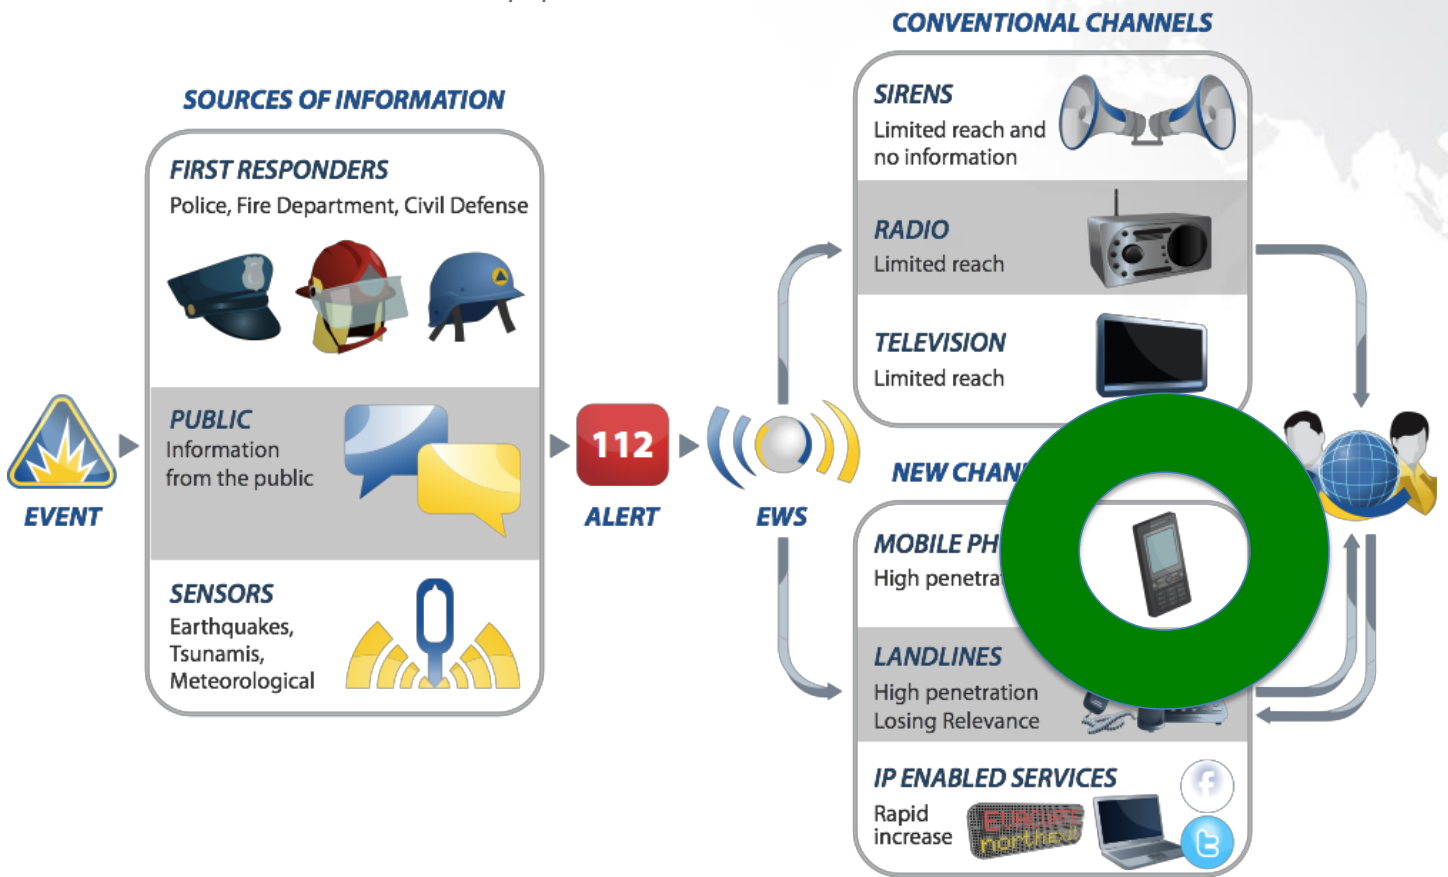 CONVENTIONAL CHANNELS
SOURCES OF INFORMATION
FIRST RESPONDERS
Police, Fire Department, Civil Defense
PUBLIC
Information
from the public
SENSORS
Earthquakes,
Tsunamis,
Meteorological
EVENT
112
ALERT
EWS
SIRENS
Limited reach and
no information
RADIO
Limited reach
TELEVISION
Limited reach
NEW
MOBILE
High
LANDLINES
High penetration
Losing Relevance
IP ENABLED SERVICES
Rapid
increase